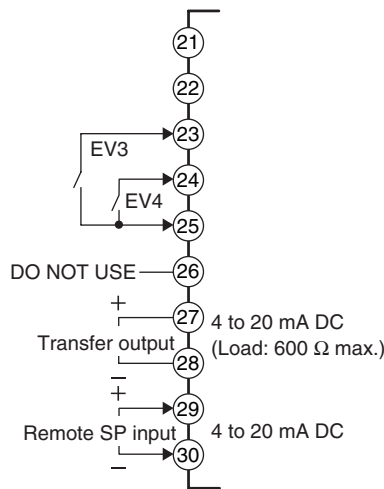 21
22
23
EV3
24
EV4
25
DO NOT USE
26
+
27
4 to 20 mA DC
(Load: 600 Ω max.)
Transfer output
28
−
+
29
Remote SP input
4 to 20 mA DC
30
−